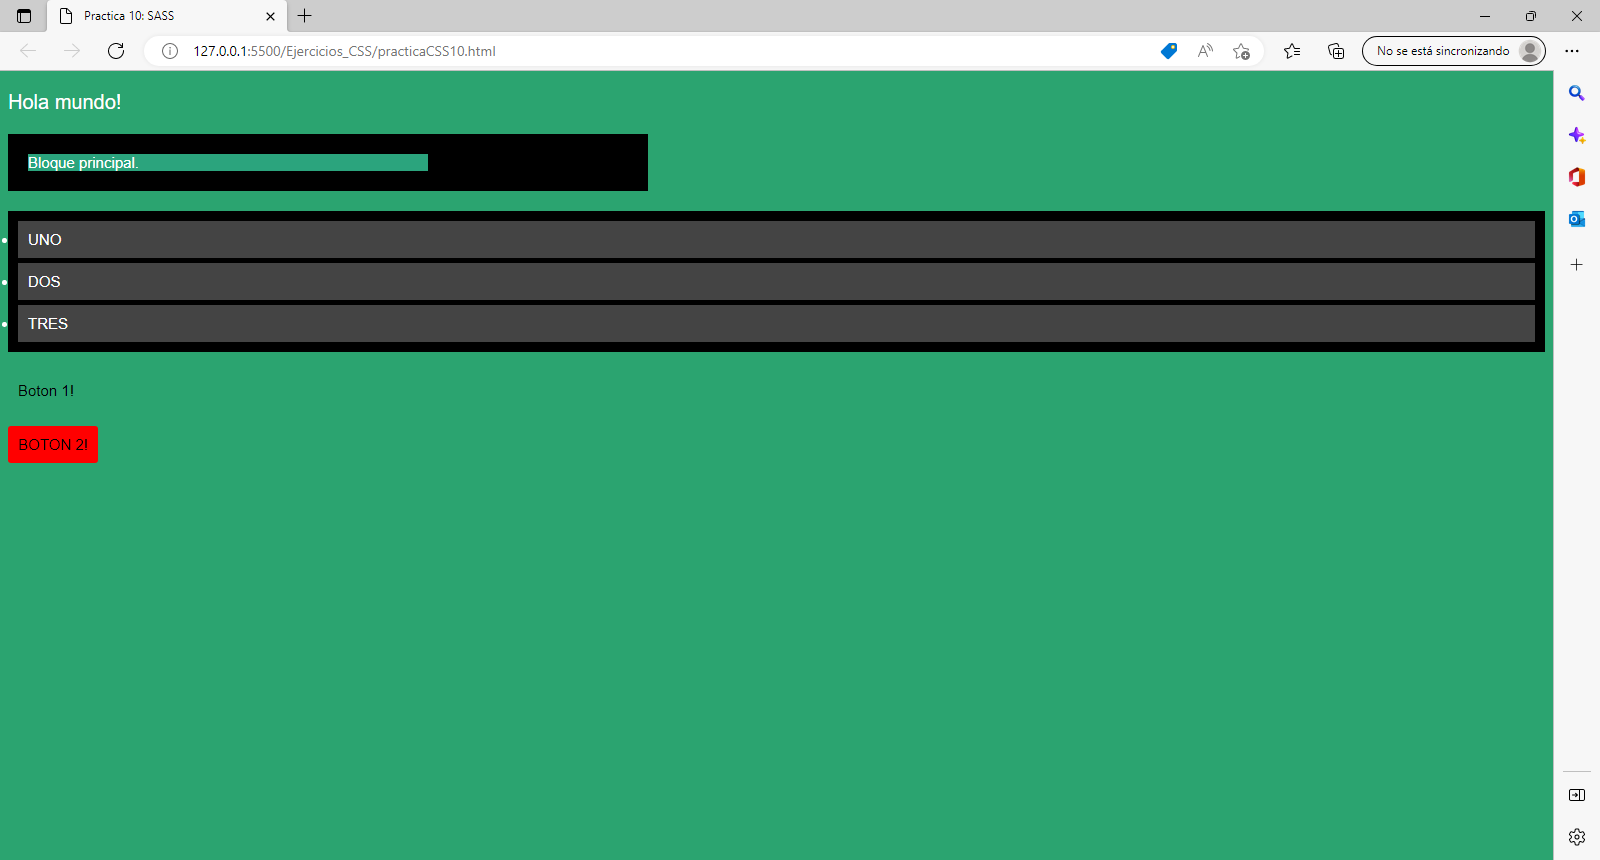 Practica 10: SASS
127.0.0.1:5500/Ejercicios_CSS/practicaCSS10.html
No se está sincronizando
Hola mundo!
Bloque principal.
UNO
DOS
TRES
Boton 1!
BOTON 2!